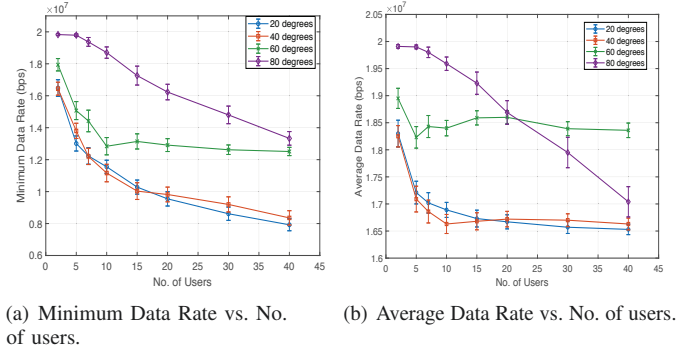 ×10⁷
2.2
2
1.8
1.6
1.4
1.2
1
0.8
0.6
0
5
10
15
20
25
30
35
40
45
Minimum Data Rate (bps)
No. of Users
20 degrees
40 degrees
60 degrees
80 degrees
(a) Minimum Data Rate vs. No.
of users.
×10⁷
2.05
2
1.95
1.9
1.85
1.8
1.75
1.7
1.65
1.6
0
5
10
15
20
25
30
35
40
45
Average Data Rate (bps)
No. of Users
20 degrees
40 degrees
60 degrees
80 degrees
(b) Average Data Rate vs. No. of users.